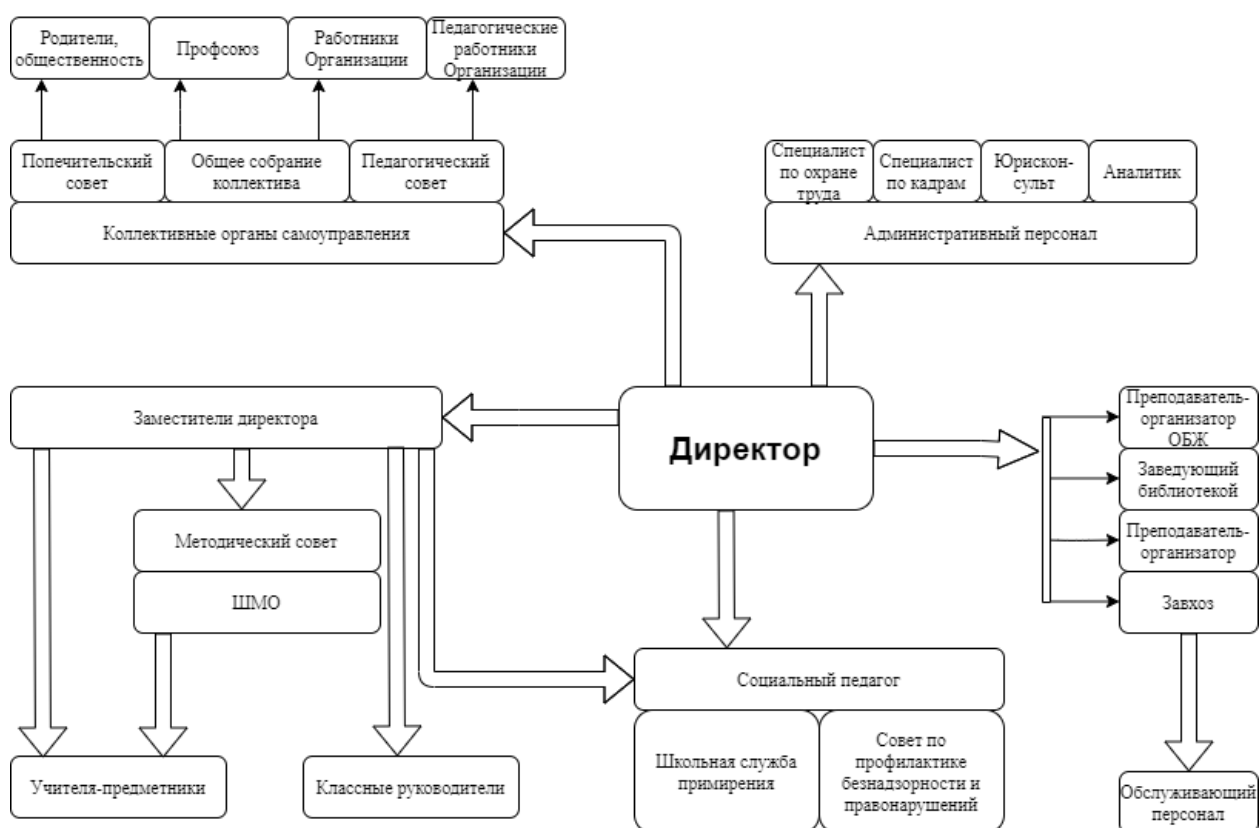 Родители,
общественность
Профсоюз
Работники
Организации
Педагогические
работники
Организации
Попечительский
совет
Общее собрание
коллектива
Педагогический
совет
Коллективные органы самоуправления
Специалист
по охране
труда
Специалист
по кадрам
Юрискон-
сульт
Аналитик
Административный персонал
Заместители директора
Директор
Преподаватель-
организатор
ОБЖ
Заведующий
библиотекой
Преподаватель-
организатор
Завхоз
Методический совет
ШМО
Социальный педагог
Школьная служба
примирения
Совет по
профилактике
безнадзорности и
правонарушений
Учителя-предметники
Классные руководители
Обслуживающий
персонал